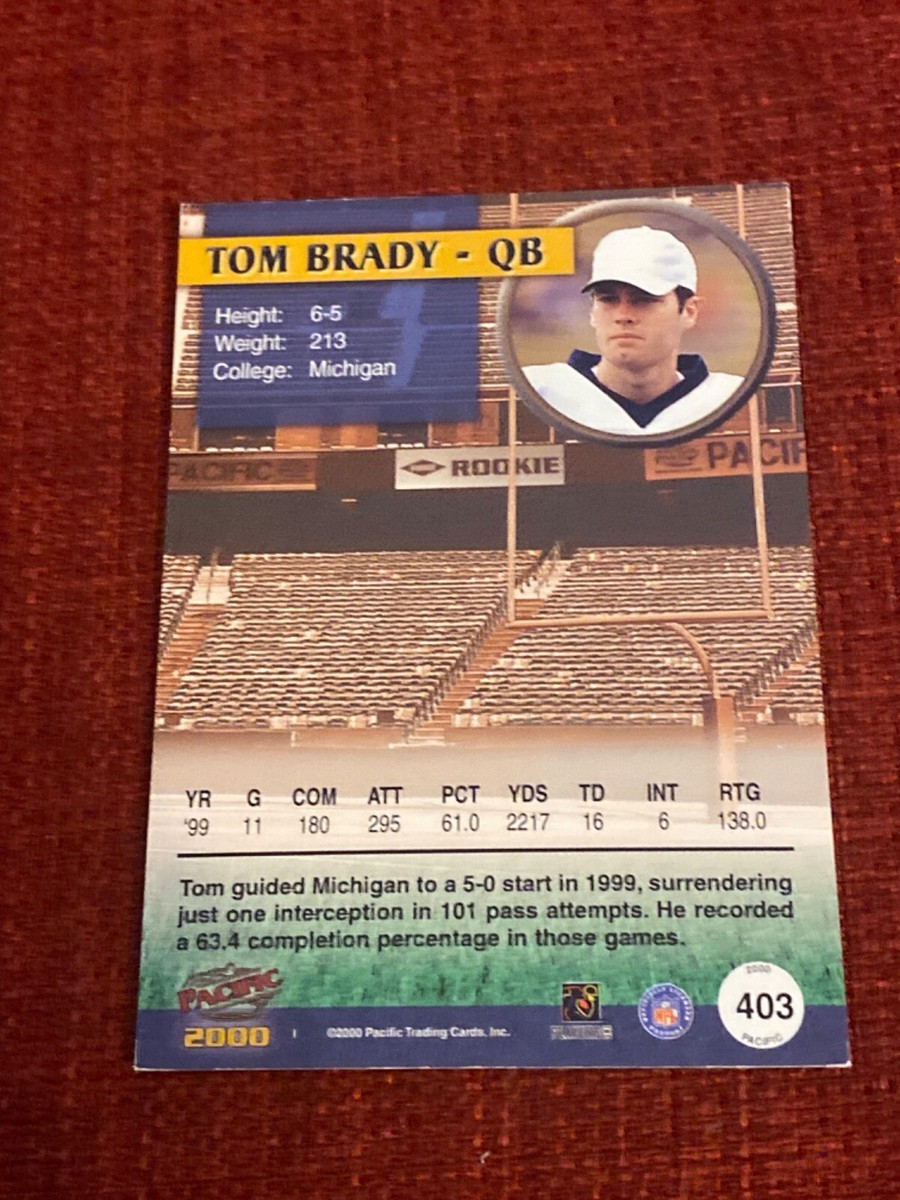 TOM BRADY - QB
Height: 6-5
Weight: 213
College: Michigan
PACIFIC
ROOKIE
PACIF
YR G COM ATT PCT YDS TD INT RTG
'99 11 180 295 61.0 2217 16 6 138.0
Tom guided Michigan to a 5-0 start in 1999, surrendering
just one interception in 101 pass attempts. He recorded
a 63.4 completion percentage in those games.
PACIFIC
2000
©2000 Pacific Trading Cards, Inc.
NFL
2000
403
PACIFIC